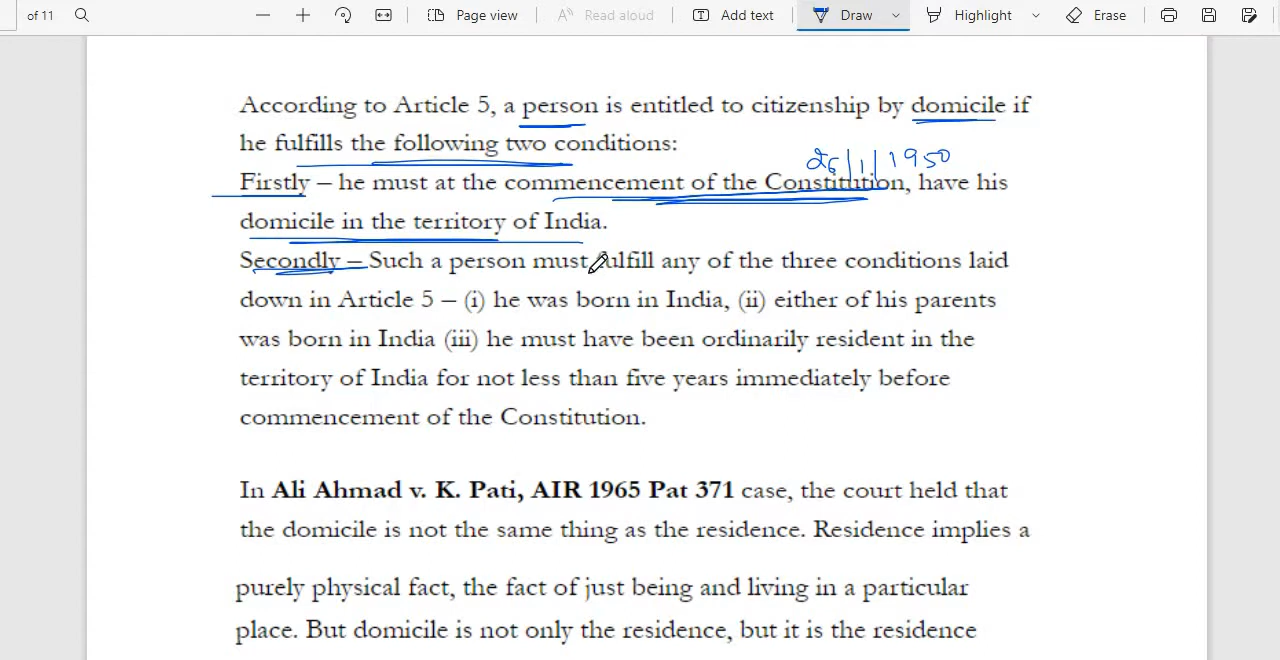 of 11 Page view Read aloud Add text Draw Highlight Erase
According to Article 5, a person is entitled to citizenship by domicile if
he fulfills the following two conditions:
26/1/1950
Firstly – he must at the commencement of the Constitution, have his
domicile in the territory of India.
Secondly – Such a person must fulfill any of the three conditions laid
down in Article 5 – (i) he was born in India, (ii) either of his parents
was born in India (iii) he must have been ordinarily resident in the
territory of India for not less than five years immediately before
commencement of the Constitution.
In Ali Ahmad v. K. Pati, AIR 1965 Pat 371 case, the court held that
the domicile is not the same thing as the residence. Residence implies a
purely physical fact, the fact of just being and living in a particular
place. But domicile is not only the residence, but it is the residence